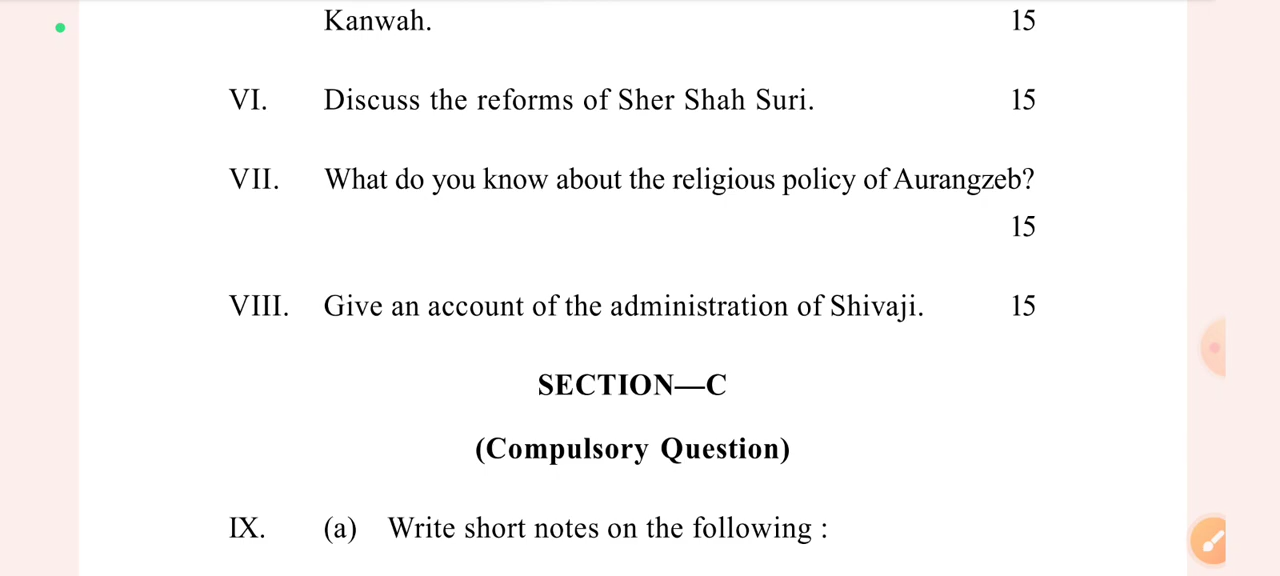 Kanwah. 15
VI. Discuss the reforms of Sher Shah Suri. 15
VII. What do you know about the religious policy of Aurangzeb?
15
VIII. Give an account of the administration of Shivaji. 15
SECTION—C
(Compulsory Question)
IX. (a) Write short notes on the following :